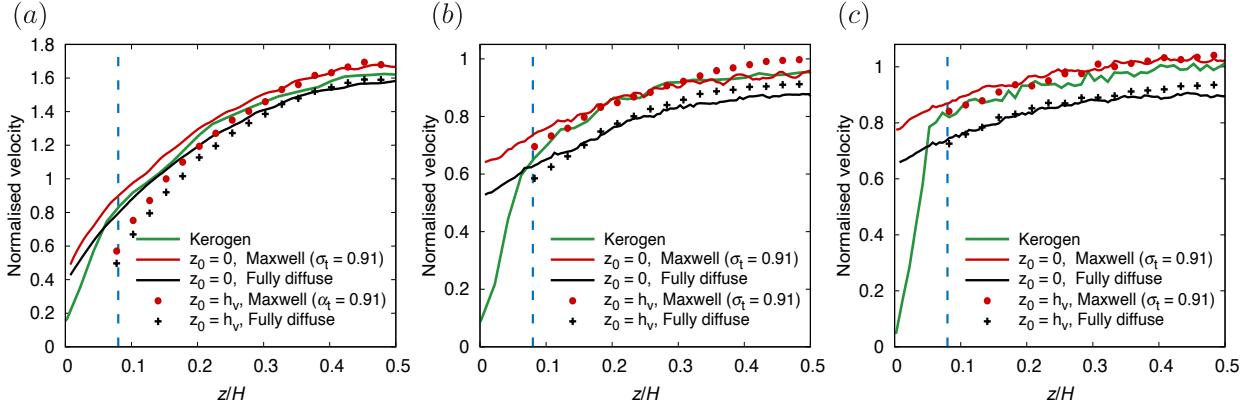 (a)
Normalised velocity
1.8
1.6
1.4
1.2
1.0
0.8
0.6
0.4
0.2
0
0
0.1
0.2
0.3
0.4
0.5
z/H
Kerogen
z₀ = 0, Maxwell (σₜ = 0.91)
z₀ = 0, Fully diffuse
z₀ = hᵥ, Maxwell (σₜ = 0.91)
z₀ = hᵥ, Fully diffuse
(b)
Normalised velocity
1
0.8
0.6
0.4
0.2
0
0
0.1
0.2
0.3
0.4
0.5
z/H
Kerogen
z₀ = 0, Maxwell (σₜ = 0.91)
z₀ = 0, Fully diffuse
z₀ = hᵥ, Maxwell (σₜ = 0.91)
z₀ = hᵥ, Fully diffuse
(c)
Normalised velocity
1
0.8
0.6
0.4
0.2
0
0
0.1
0.2
0.3
0.4
0.5
z/H
Kerogen
z₀ = 0, Maxwell (σₜ = 0.91)
z₀ = 0, Fully diffuse
z₀ = hᵥ, Maxwell (σₜ = 0.91)
z₀ = hᵥ, Fully diffuse